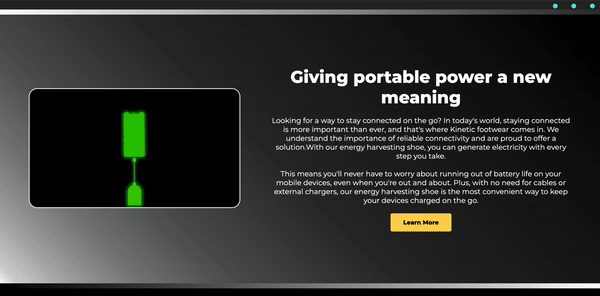 Giving portable power a new
meaning
Looking for a way to stay connected on the go? In today's world, staying connected
is more important than ever, and that's where Kinetic footwear comes in. We
understand the importance of reliable connectivity and are proud to offer a
solution.With our energy harvesting shoe, you can generate electricity with every
step you take.
This means you'll never have to worry about running out of battery life on your
mobile devices, even when you're out and about. Plus, with no need for cables or
external chargers, our energy harvesting shoe is the most convenient way to keep
your devices charged on the go.
Learn More